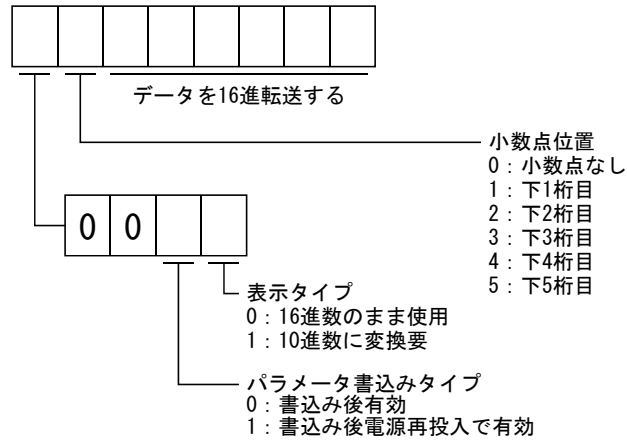 データを16進転送する
小数点位置
0：小数点なし
1：下1桁目
2：下2桁目
3：下3桁目
4：下4桁目
5：下5桁目
0 0
表示タイプ
0：16進数のまま使用
1：10進数に変換要
パラメータ書込みタイプ
0：書込み後有効
1：書込み後電源再投入で有効